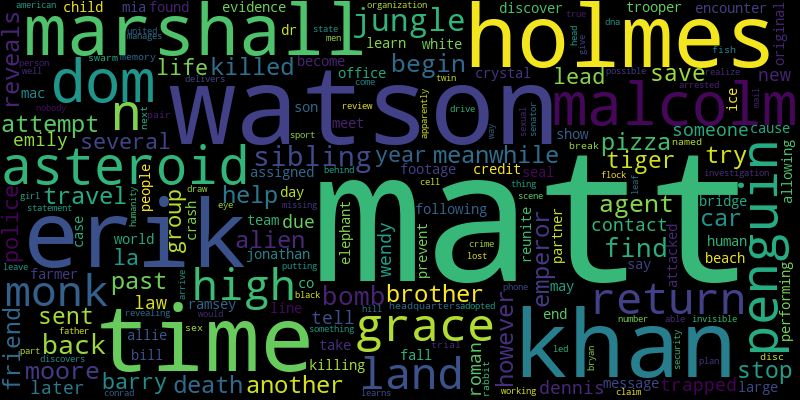 american child mia found evidence dr
organization true
marshall
holmes
trooper
discover encounter
original
reveals
swarm memory united state men
jungle
learn white
become
dna head give fish
person well manages
mac
dom
life killed
begin
office crystal
lead save new
possible twin realize
delivers
nobody pair
next
n
watson
malcolm
come review
apparently
drive
way
arrested
mail
ice
attempt
son meet
sexual senator
show someone cause
emily several
sport
break named
asteroid
sibling year meanwhile
pizza
tiger try
flock
investigation
police
girl statement
travel
people
humanity
group
draw
help day
assigned
footage credit seal
cell
thing
scene
agent
leaf
bridge
allowing
penguin
matt
erik
case
crash
eye
missing
team due
behind
elephant
following
reunite
partner
contact car
human
attacked
performing
world
alien
jonathan
putting
wendy
prevent
crime lost
emperor
find
say beach
leave
farmer
la past
high
arrive
co
black
bomb brother
roman
rabbit
however
may
return
phone number able invisible
monk
law ramsey line
hill headquarters adopted
end
friend
revealing
sent
would
tell
something
time
grace
khan
security
plan
disc
father
back
allie sex
killing
take fall
trial
led bryan
stop
part discovers
moore
bill
land
dennis message trapped large
later barry death another
conrad
learns
working claim